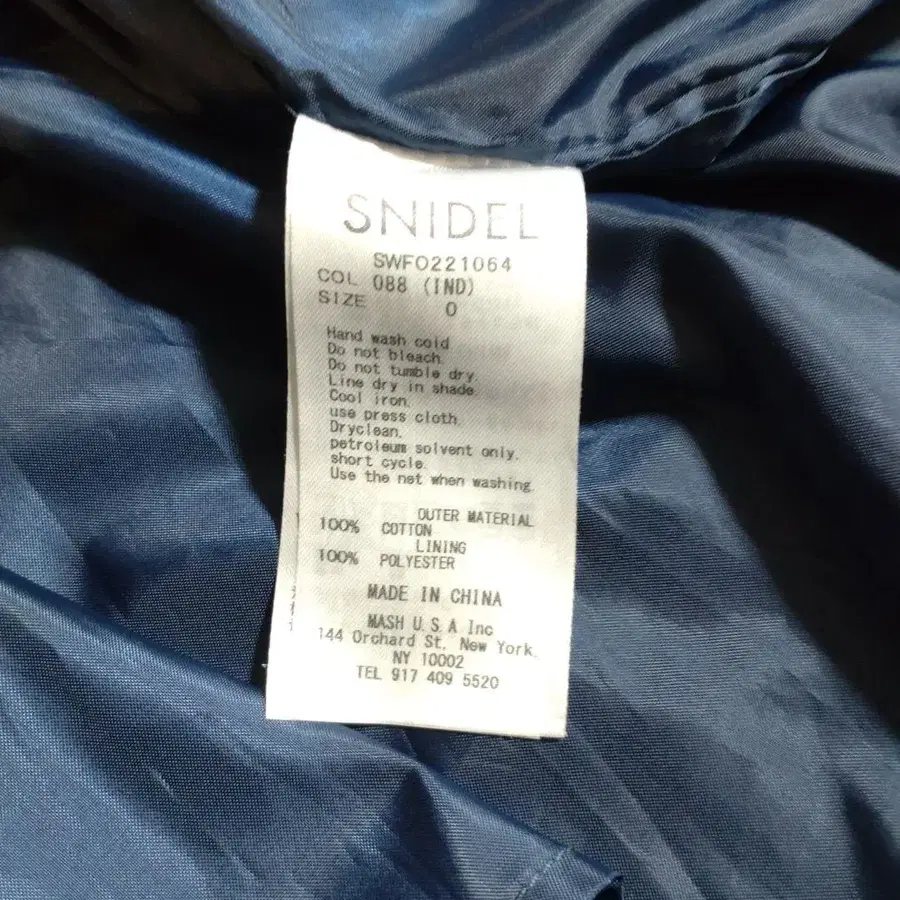 SNIDEL
SWFO221064
COL 088 (IND)
SIZE 0
Hand wash cold
Do not bleach.
Do not tumble dry.
Line dry in shade.
Cool iron.
use press cloth.
Dryclean.
petroleum solvent only.
short cycle.
Use the net when washing.
OUTER MATERIAL
100% COTTON
LINING
100% POLYESTER
MADE IN CHINA
MASH U.S.A Inc
144 Orchard St. New York,
NY 10002
TEL 917 409 5520